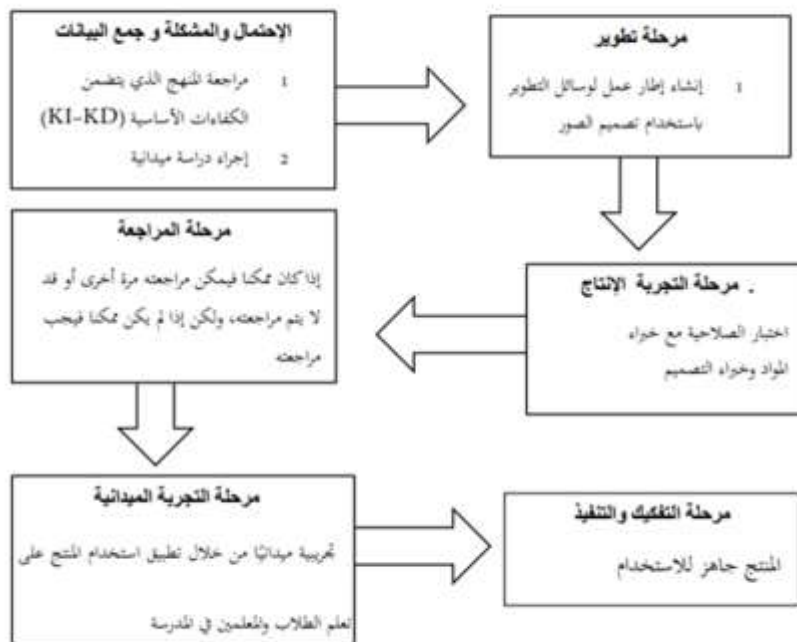 الإحتمال والمشكلة و جمع البيانات
1 مراجعة المنهج الذي يتضمن
الكفاءات الأساسية (KI-KD)
2 إجراء دراسة ميدانية
مرحلة تطوير
1 إنشاء إطار عمل لوسائل التطوير
باستخدام تصميم الصور
. مرحلة التجربة الإنتاج
اختبار الصلاحية مع خبراء
المواد وخبراء التصميم
مرحلة المراجعة
إذا كان ممكنا فيمكن مراجعته مرة أخرى أو قد
لا يتم مراجعته، ولكن إذا لم يكن ممكنا فيجب
مراجعته
مرحلة التجربة الميدانية
تجريبية ميدانيًا من خلال تطبيق استخدام المنتج على
تعلم الطلاب والمعلمين في المدرسة
مرحلة التفكيك والتنفيذ
المنتج جاهز للاستخدام